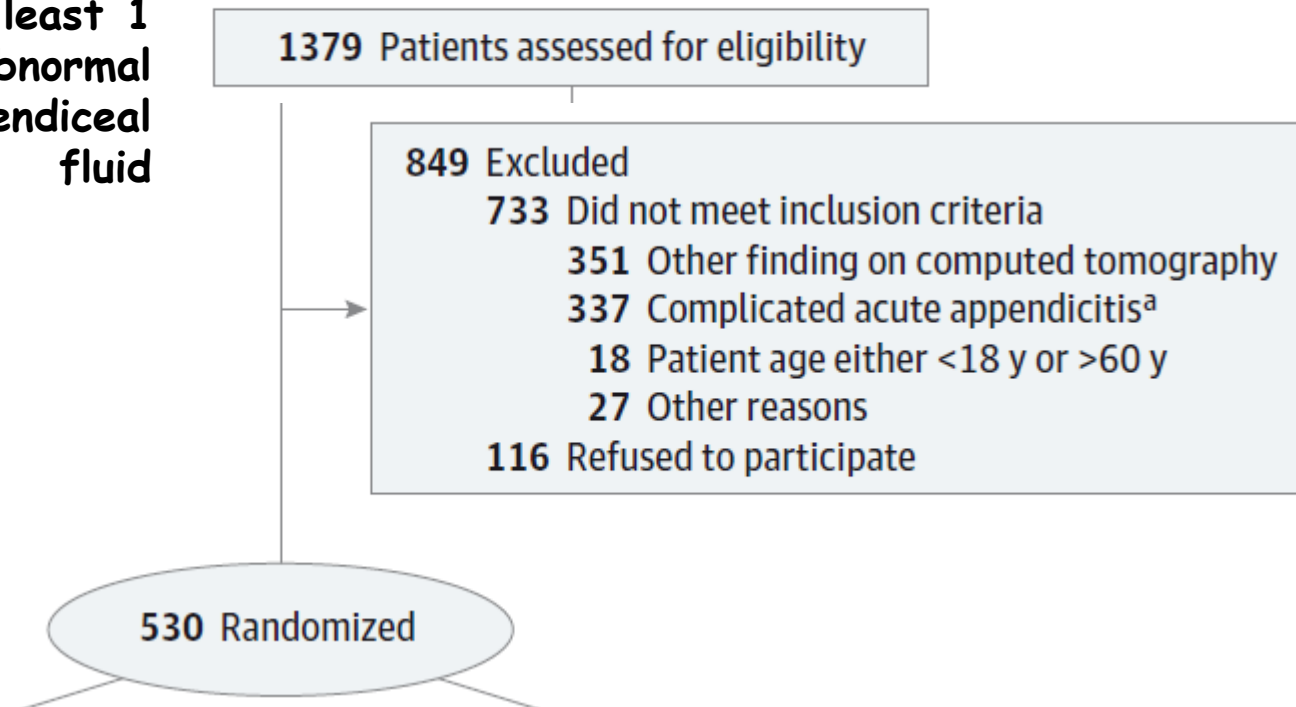 least 1
fluid
1379 Patients assessed for eligibility
849 Excluded
733 Did not meet inclusion criteria
351 Other finding on computed tomography
337 Complicated acute appendicitisᵃ
18 Patient age either <18 y or >60 y
27 Other reasons
116 Refused to participate
530 Randomized